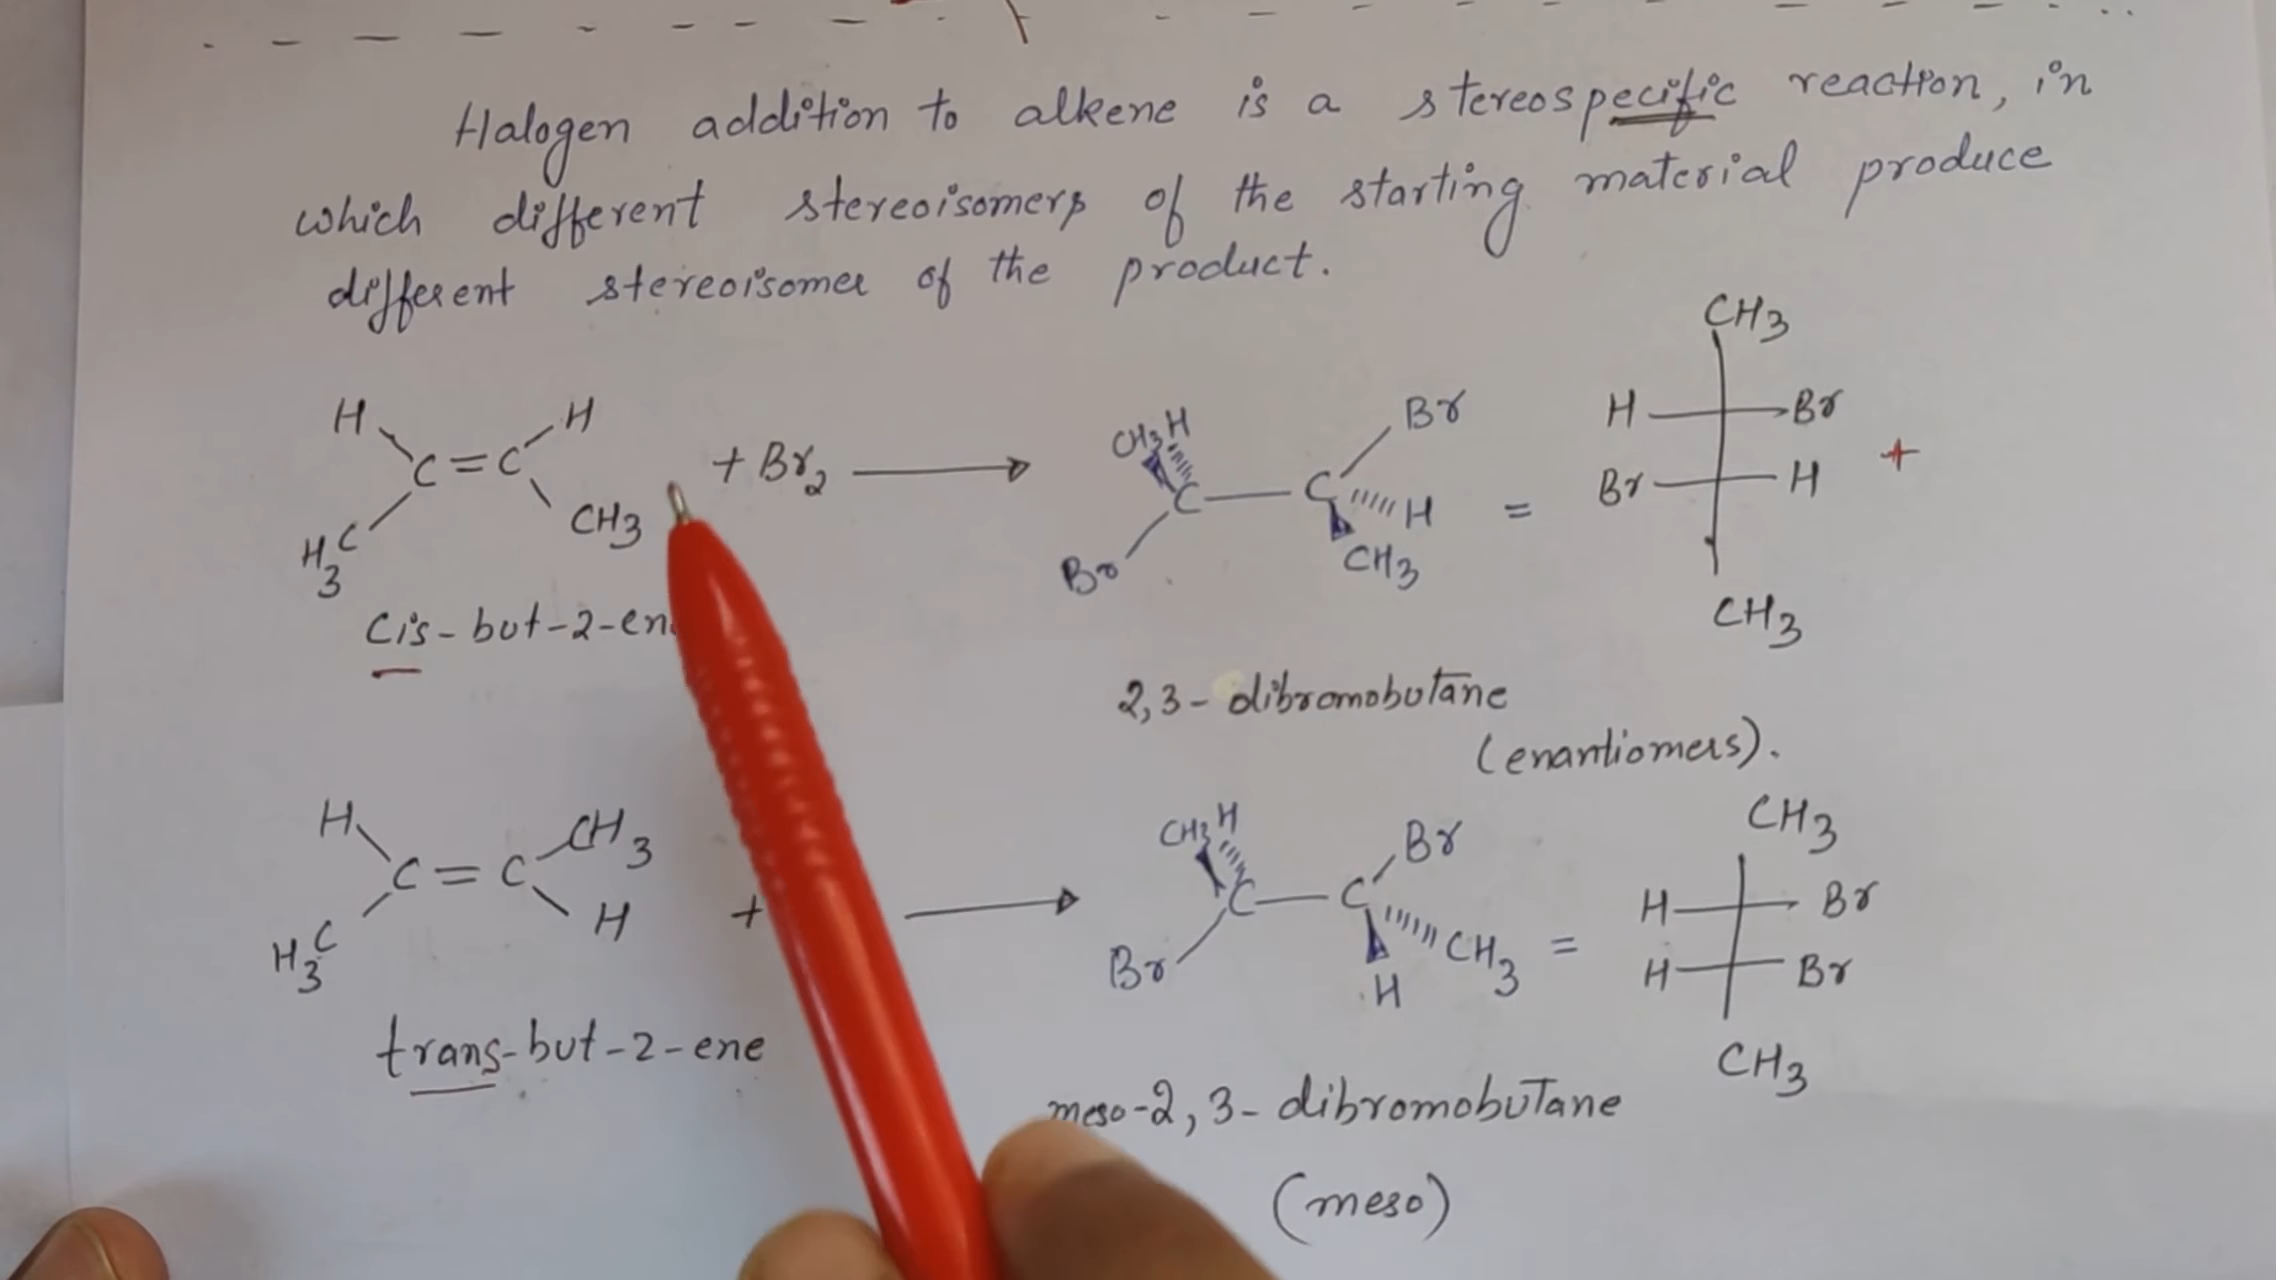 Halogen addition to alkene is a stereospecific reaction, in
which different stereoisomers of the starting material produce
different stereoisomer of the product.
H H
C = C
H3C CH3
+ Br2
cis-but-2-en
CH3 H Br
C C H
Br CH3
=
CH3
H Br
Br H
CH3
+
2,3-dibromobutane
(enantiomers).
H CH3
C = C
H3C H
+
trans-but-2-ene
CH3 H Br
C C CH3
Br H
=
CH3
H Br
H Br
CH3
meso-2,3-dibromobutane
(meso)